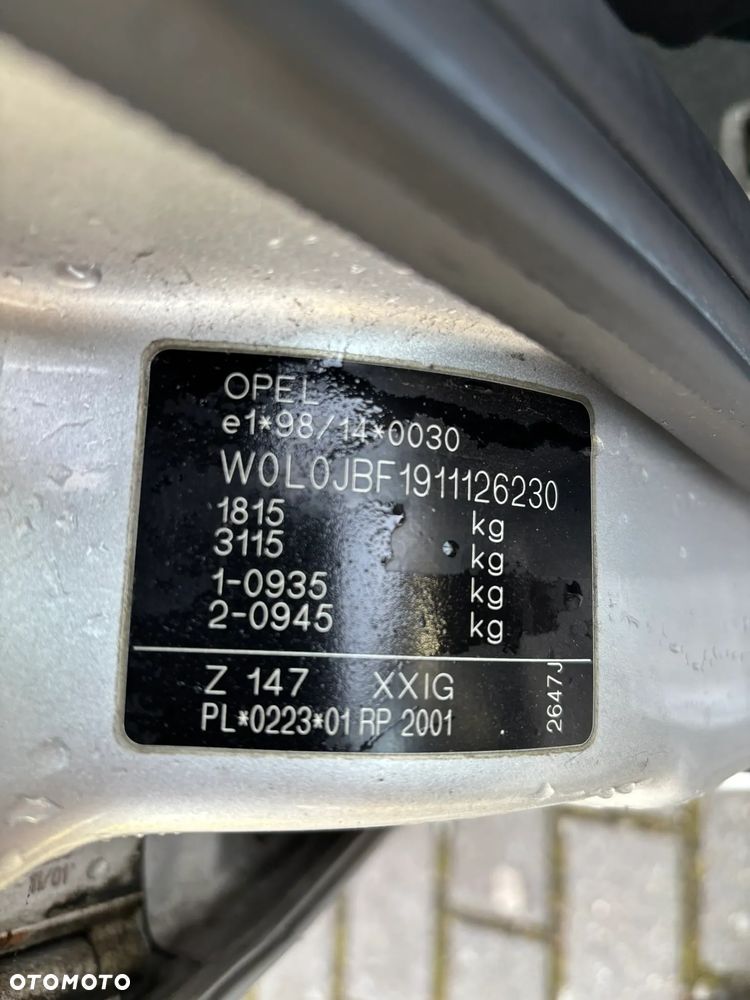 OPEL
e1*98/14*0030
W0L0JBF1911126230
1815 kg
3115 kg
1-0935 kg
2-0945 kg
Z 147 XXIG
PL*0223*01 RP 2001
2647J
OTOMOTO